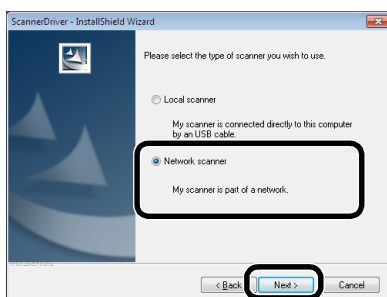 ScannerDriver - InstallShield Wizard
Please select the type of scanner you wish to use.
Local scanner
My scanner is connected directly to this computer
by an USB cable.
Network scanner
My scanner is part of a network.
InstallShield
< Back
Next >
Cancel